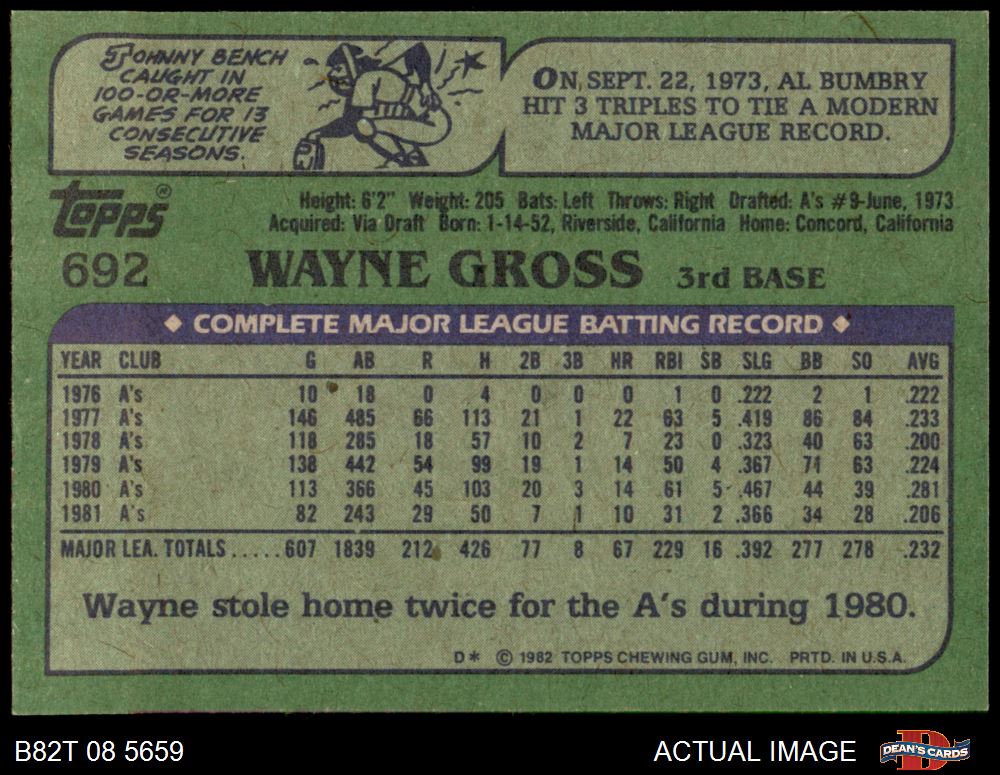 JOHNNY BENCH
CAUGHT IN
100-OR-MORE
GAMES FOR 13
CONSECUTIVE
SEASONS.
ON SEPT. 22, 1973, AL BUMBRY
HIT 3 TRIPLES TO TIE A MODERN
MAJOR LEAGUE RECORD.
Topps®
Height: 6'2" Weight: 205 Bats: Left Throws: Right Drafted: A's #9-June, 1973
Acquired: Via Draft Born: 1-14-52, Riverside, California Home: Concord, California
692 WAYNE GROSS 3rd BASE
◆ COMPLETE MAJOR LEAGUE BATTING RECORD ◆
YEAR CLUB G AB R H 2B 3B HR RBI SB SLG BB SO AVG
1976 A's 10 18 0 4 0 0 0 1 0 .222 2 1 .222
1977 A's 146 485 66 113 21 1 22 63 5 .419 86 84 .233
1978 A's 118 285 18 57 10 2 7 23 0 .323 40 63 .200
1979 A's 138 442 54 99 19 1 14 50 4 .367 71 63 .224
1980 A's 113 366 45 103 20 3 14 61 5 .467 44 39 .281
1981 A's 82 243 29 50 7 1 10 31 2 .366 34 28 .206
MAJOR LEA. TOTALS.....607 1839 212 426 77 8 67 229 16 .392 277 278 .232
Wayne stole home twice for the A's during 1980.
D* © 1982 TOPPS CHEWING GUM, INC. PRTD. IN U.S.A.
B82T 08 5659 ACTUAL IMAGE DEAN'S CARDS